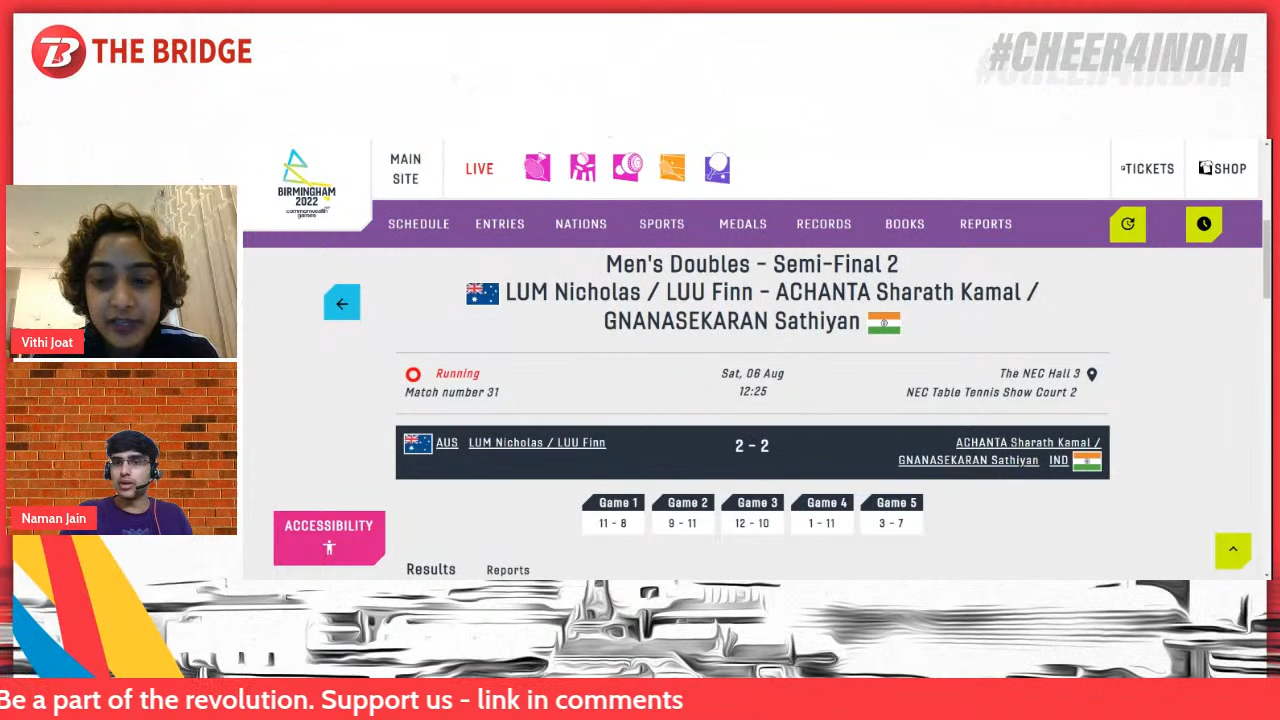 THE BRIDGE
#CHEER4INDIA
BIRMINGHAM
2022
commonwealth
games
MAIN
SITE
LIVE
TICKETS
SHOP
SCHEDULE
ENTRIES
NATIONS
SPORTS
MEDALS
RECORDS
BOOKS
REPORTS
Men's Doubles - Semi-Final 2
LUM Nicholas / LUU Finn - ACHANTA Sharath Kamal /
GNANASEKARAN Sathiyan
Running
Match number 31
Sat, 06 Aug
12:25
The NEC Hall 3
NEC Table Tennis Show Court 2
AUS LUM Nicholas / LUU Finn
2 - 2
ACHANTA Sharath Kamal /
GNANASEKARAN Sathiyan IND
Game 1 Game 2 Game 3 Game 4 Game 5
11 - 8 9 - 11 12 - 10 1 - 11 3 - 7
ACCESSIBILITY
Results Reports
Vithi Joat
Naman Jain
Be a part of the revolution. Support us - link in comments